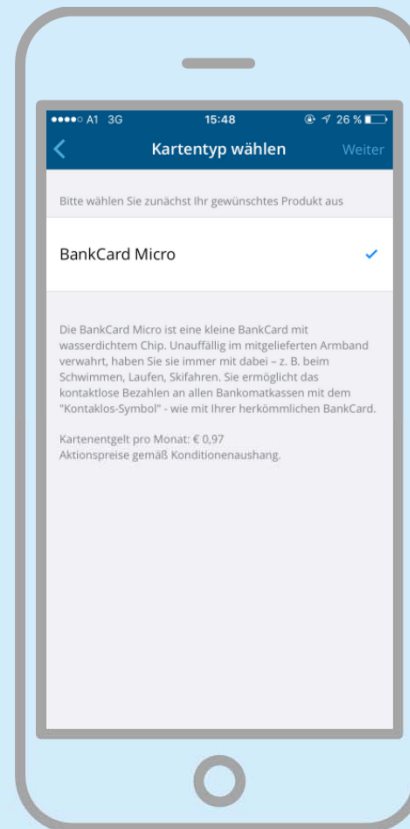 A1 3G 15:48 26 %
Kartentyp wählen Weiter
Bitte wählen Sie zunächst Ihr gewünschtes Produkt aus
BankCard Micro
Die BankCard Micro ist eine kleine BankCard mit
wasserdichtem Chip. Unauffällig im mitgelieferten Armband
verwahrt, haben Sie sie immer mit dabei – z. B. beim
Schwimmen, Laufen, Skifahren. Sie ermöglicht das
kontaktlose Bezahlen an allen Bankomatkassen mit dem
"Kontaklos-Symbol" - wie mit Ihrer herkömmlichen BankCard.
Kartenentgelt pro Monat: € 0,97
Aktionspreise gemäß Konditionenaushang.